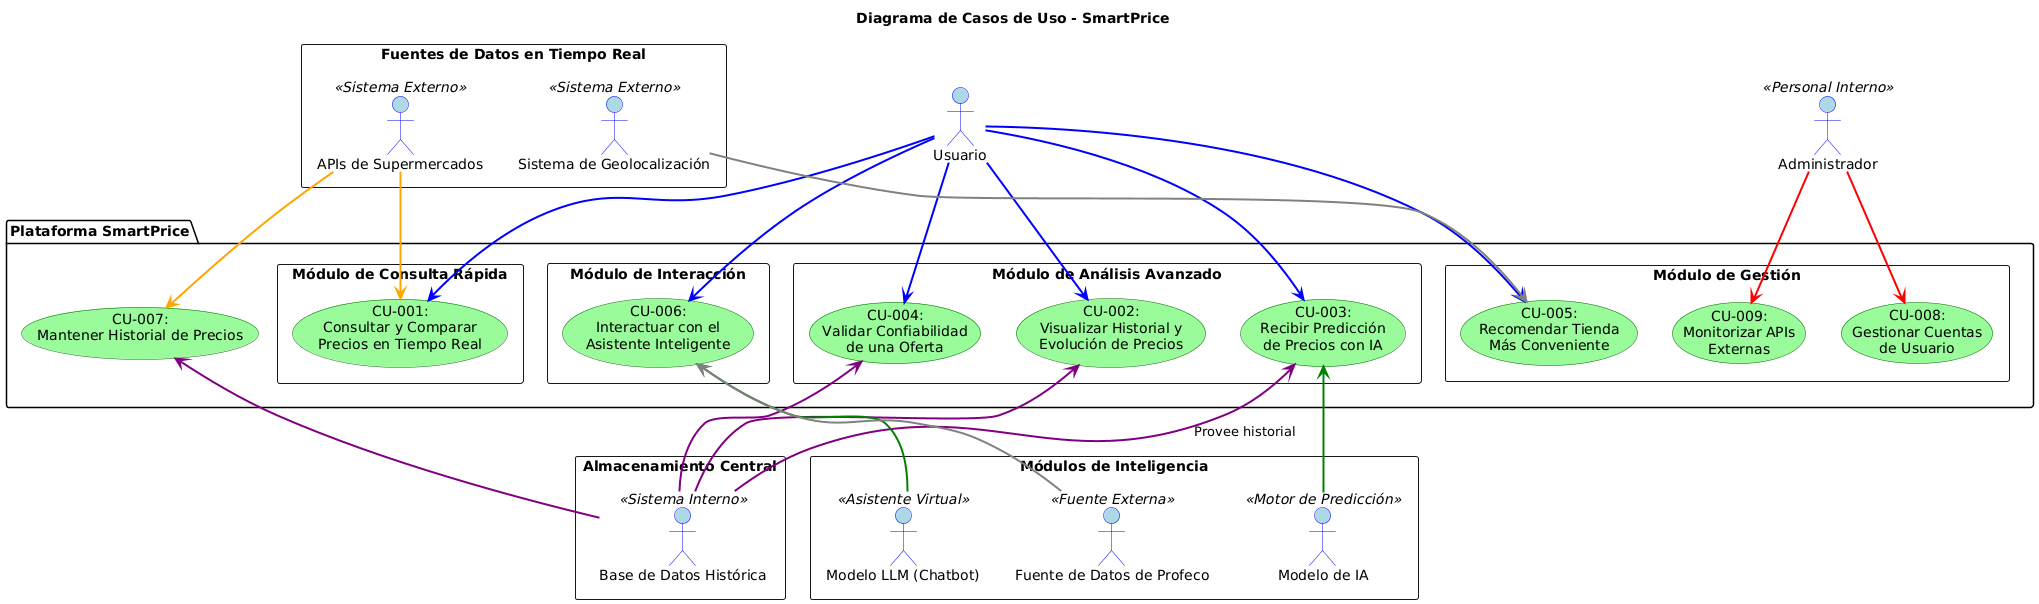 Diagrama de Casos de Uso - SmartPrice
Fuentes de Datos en Tiempo Real
«Sistema Externo»
APIs de Supermercados
«Sistema Externo»
Sistema de Geolocalización
Usuario
«Personal Interno»
Administrador
Plataforma SmartPrice
CU-007:
Mantener Historial de Precios
Módulo de Consulta Rápida
CU-001:
Consultar y Comparar
Precios en Tiempo Real
Módulo de Interacción
CU-006:
Interactuar con el
Asistente Inteligente
Módulo de Análisis Avanzado
CU-004:
Validar Confiabilidad
de una Oferta
CU-002:
Visualizar Historial y
Evolución de Precios
CU-003:
Recibir Predicción
de Precios con IA
Módulo de Gestión
CU-005:
Recomendar Tienda
Más Conveniente
CU-009:
Monitorizar APIs
Externas
CU-008:
Gestionar Cuentas
de Usuario
Provee historial
Almacenamiento Central
«Sistema Interno»
Base de Datos Histórica
Módulos de Inteligencia
«Asistente Virtual»
Modelo LLM (Chatbot)
«Fuente Externa»
Fuente de Datos de Profeco
«Motor de Predicción»
Modelo de IA